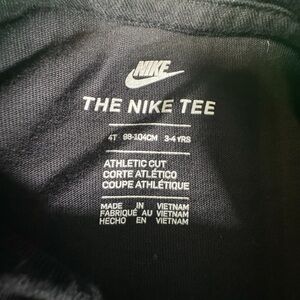 NIKE
THE NIKE TEE
4T 98-104CM 3-4 YRS
ATHLETIC CUT
CORTE ATLÉTICO
COUPE ATHLÉTIQUE
MADE IN VIETNAM
FABRIQUÉ AU VIETNAM
HECHO EN VIETNAM